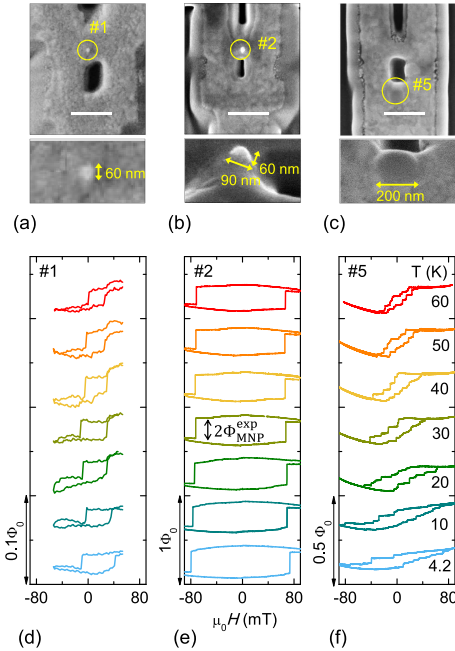 #1
#2
#5
60 nm
90 nm
60 nm
200 nm
(a)
(b)
(c)
#1
#2
#5
T (K)
60
50
40
30
20
10
4.2
2Φ^exp_MNP
0.1Φ₀
1Φ₀
0.5 Φ₀
-80 0 80
-80 0 80
-80 0 80
μ₀H (mT)
(d)
(e)
(f)